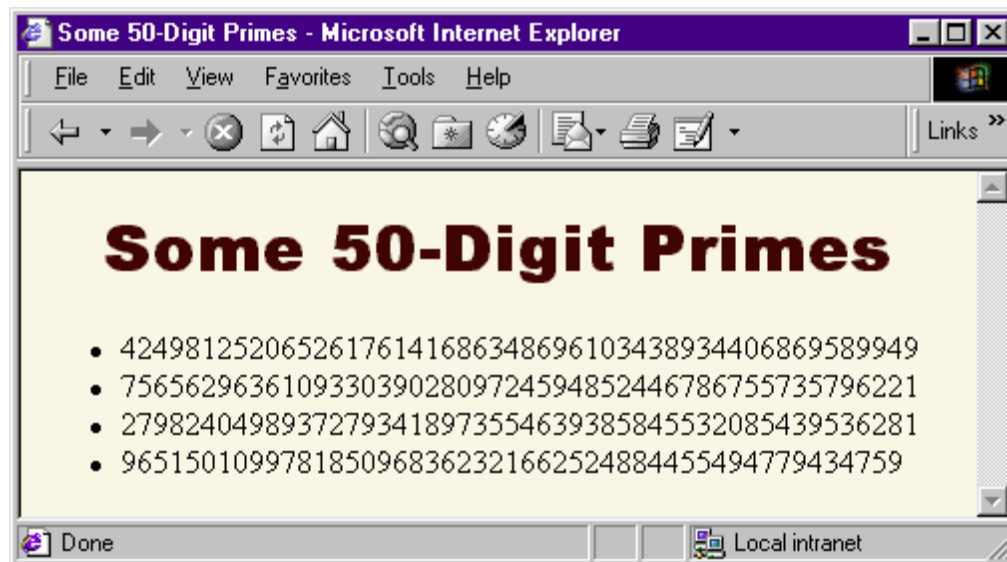 Some 50-Digit Primes - Microsoft Internet Explorer
File Edit View Favorites Tools Help
Links »
Some 50-Digit Primes
• 42498125206526176141686348696103438934406869589949
• 75656296361093303902809724594852446786755735796221
• 27982404989372793418973554639385845532085439536281
• 9651501099781850968362321662524884455494779434759
Done
Local intranet